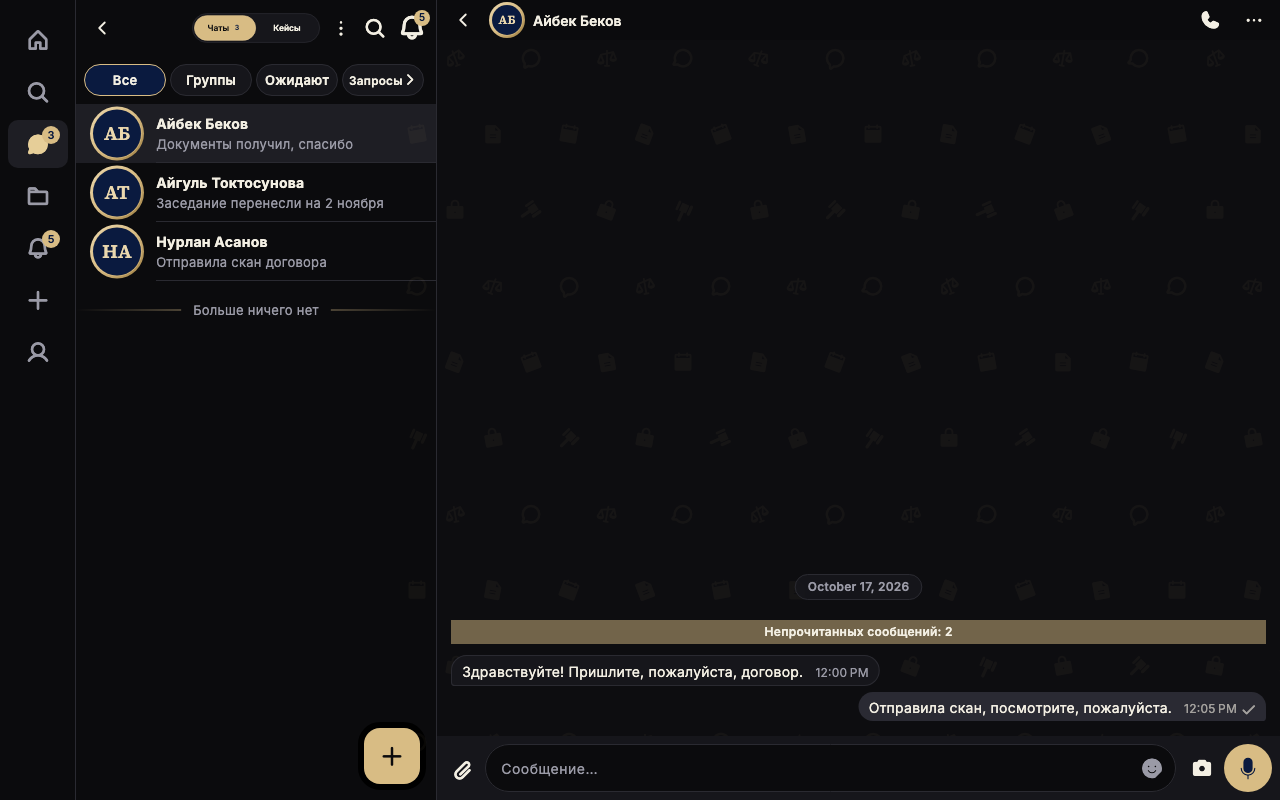 3
5
Чаты 3
Кейсы
5
Все
Группы
Ожидают
Запросы
АБ
Айбек Беков
Документы получил, спасибо
АТ
Айгуль Токтосунова
Заседание перенесли на 2 ноября
НА
Нурлан Асанов
Отправила скан договора
Больше ничего нет
АБ
Айбек Беков
October 17, 2026
Непрочитанных сообщений: 2
Здравствуйте! Пришлите, пожалуйста, договор. 12:00 PM
Отправила скан, посмотрите, пожалуйста. 12:05 PM
Сообщение...